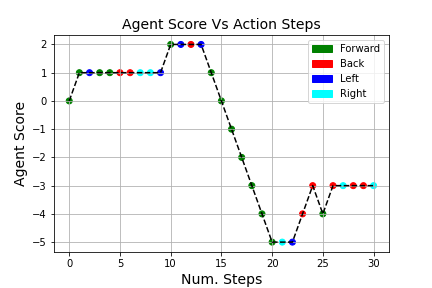 Agent Score Vs Action Steps
2
1
0
−1
−2
−3
−4
−5
Agent Score
Forward
Back
Left
Right
0 5 10 15 20 25 30
Num. Steps